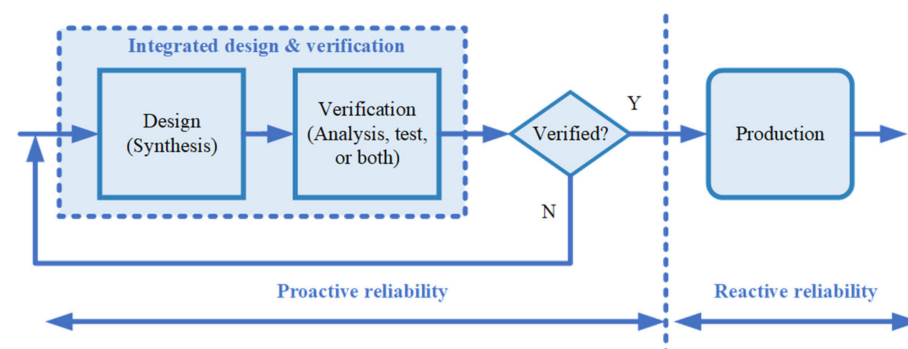 Integrated design & verification
Design
(Synthesis)
Verification
(Analysis, test,
or both)
Verified?
Y
N
Production
Proactive reliability
Reactive reliability